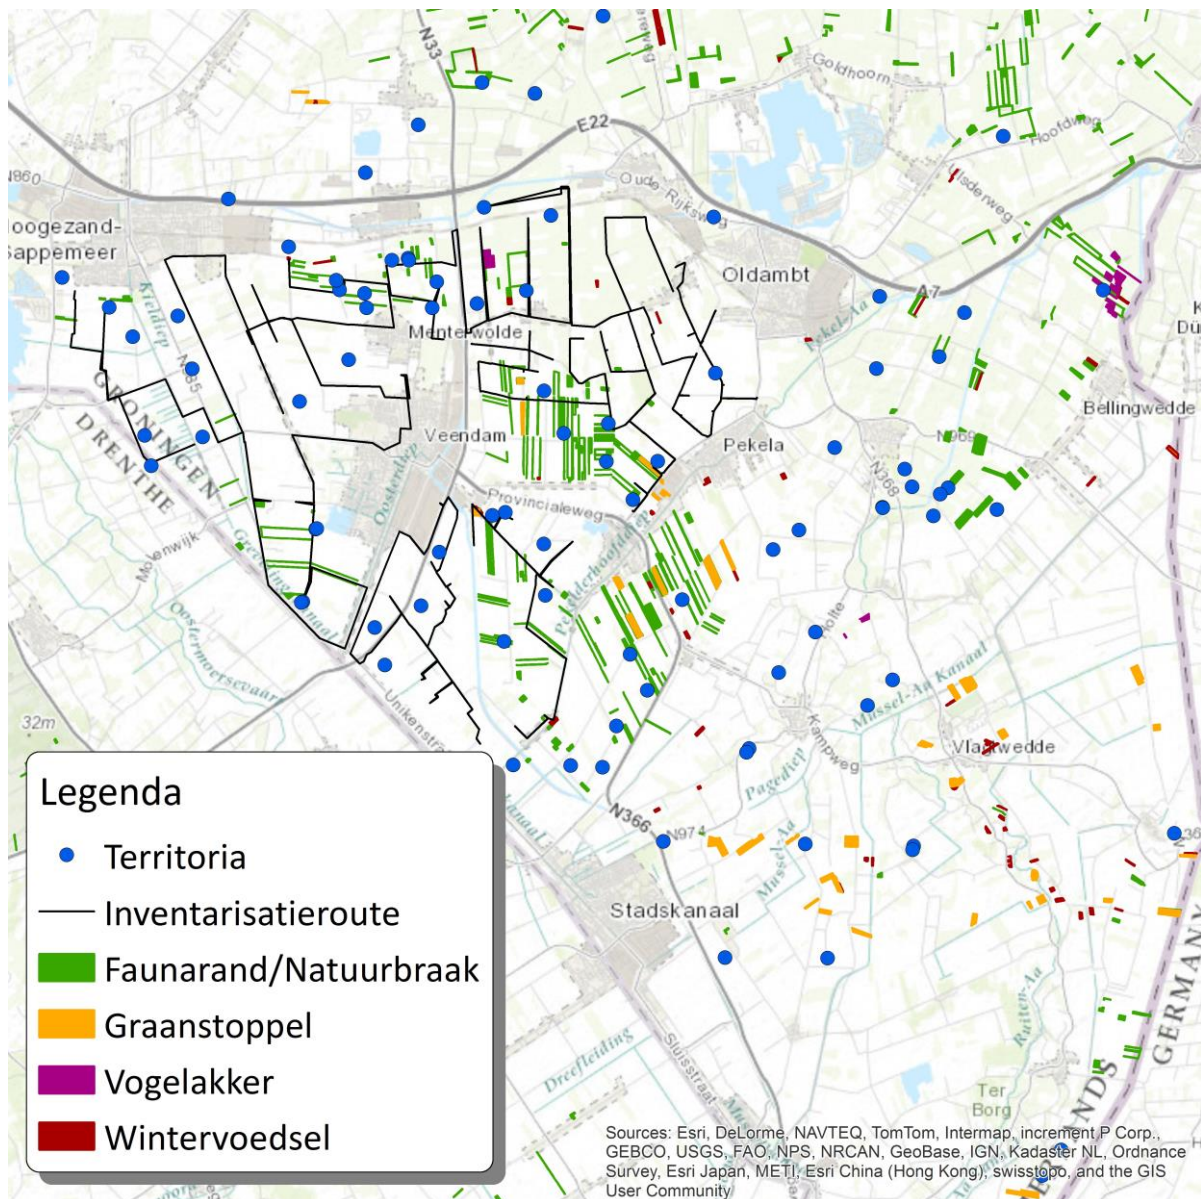 N33
Goldhoorn
E22
Hoofdweg
N860
Oude Rijksweg
Ulsderweg
oogezand-
Sappemeer
Kieldiep
Oldambt
A7
Pekel-Aa
Menterwolde
GRONINGEN
DRENTHE
Bellingwedde
Veendam
Pekela
N969
N368
Oosterdiep
Provincialeweg
Molenwijk
Pekelderhoofddiep
Oostermoersevaart
Holte
Mussel-Aa Kanaal
32m
Kampweg
Vlagtwedde
Pagediep
N366
N974
Mussel-Aa
Stadskanaal
Ruiten-Aa
GERMANY
Dreefleiding
Sluisstraat
Ter
Borg
Legenda
Territoria
Inventarisatieroute
Faunarand/Natuurbraak
Graanstoppel
Vogelakker
Wintervoedsel
Sources: Esri, DeLorme, NAVTEQ, TomTom, Intermap, increment P Corp.,
GEBCO, USGS, FAO, NPS, NRCAN, GeoBase, IGN, Kadaster NL, Ordnance
Survey, Esri Japan, METI, Esri China (Hong Kong), swisstopo, and the GIS
User Community